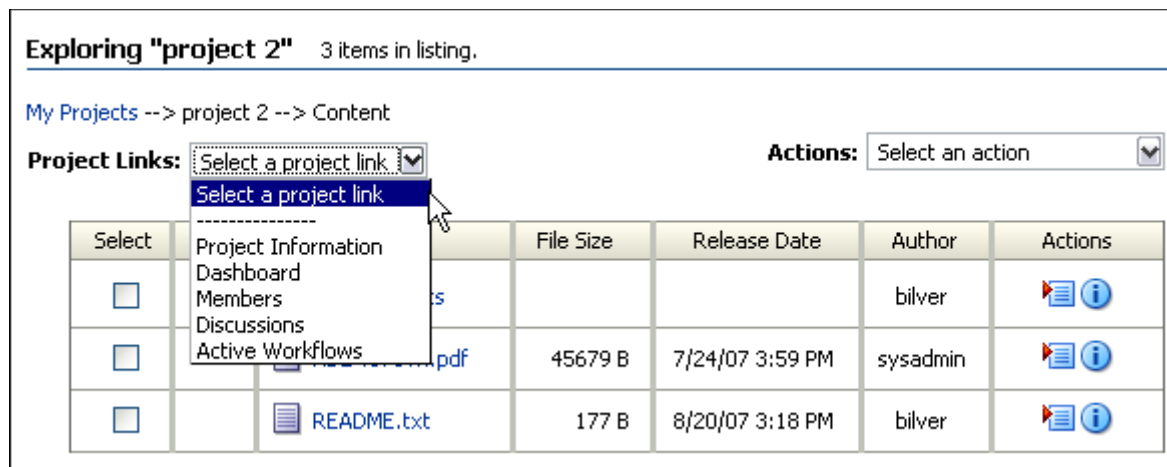 Exploring "project 2" 3 items in listing.
My Projects --> project 2 --> Content
Project Links: Select a project link Actions: Select an action
Select a project link
---------------
Project Information
Dashboard
Members
Discussions
Active Workflows
Select File Size Release Date Author Actions
bilver
.pdf 45679 B 7/24/07 3:59 PM sysadmin
README.txt 177 B 8/20/07 3:18 PM bilver